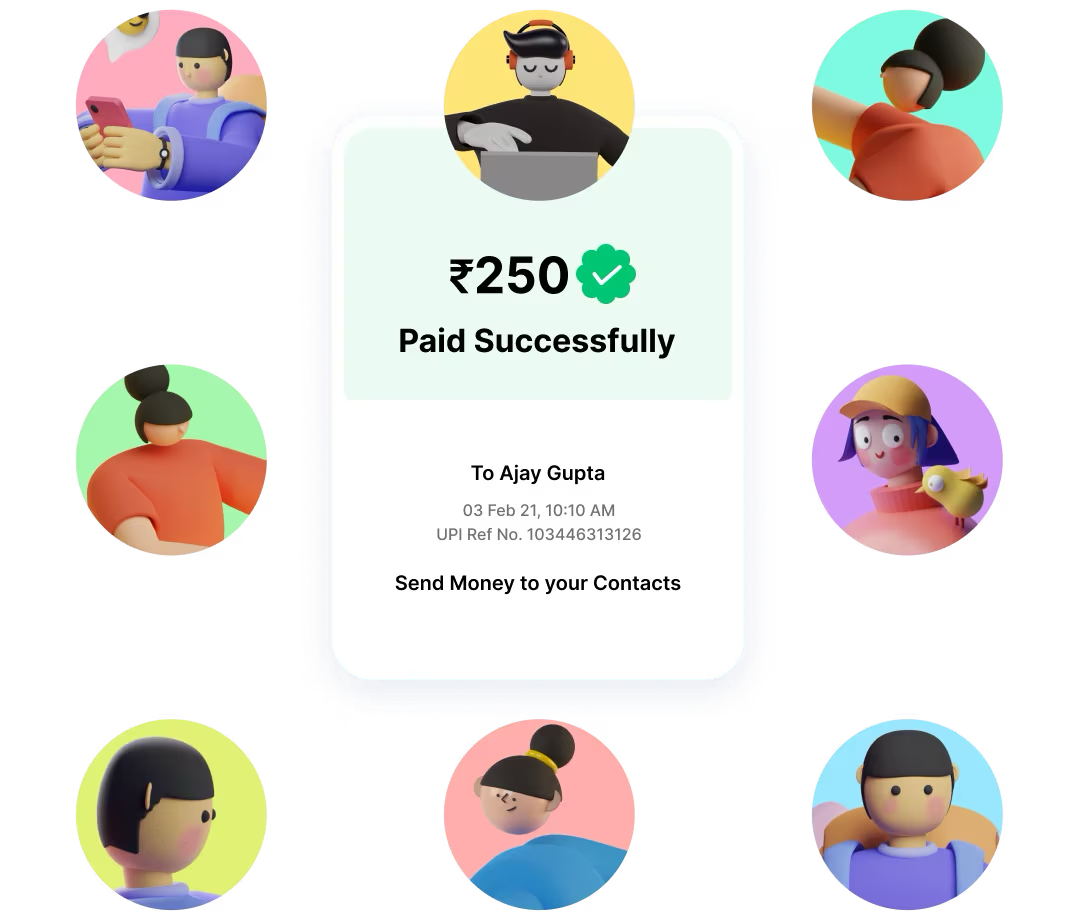 ₹250
Paid Successfully
To Ajay Gupta
03 Feb 21, 10:10 AM
UPI Ref No. 103446313126
Send Money to your Contacts